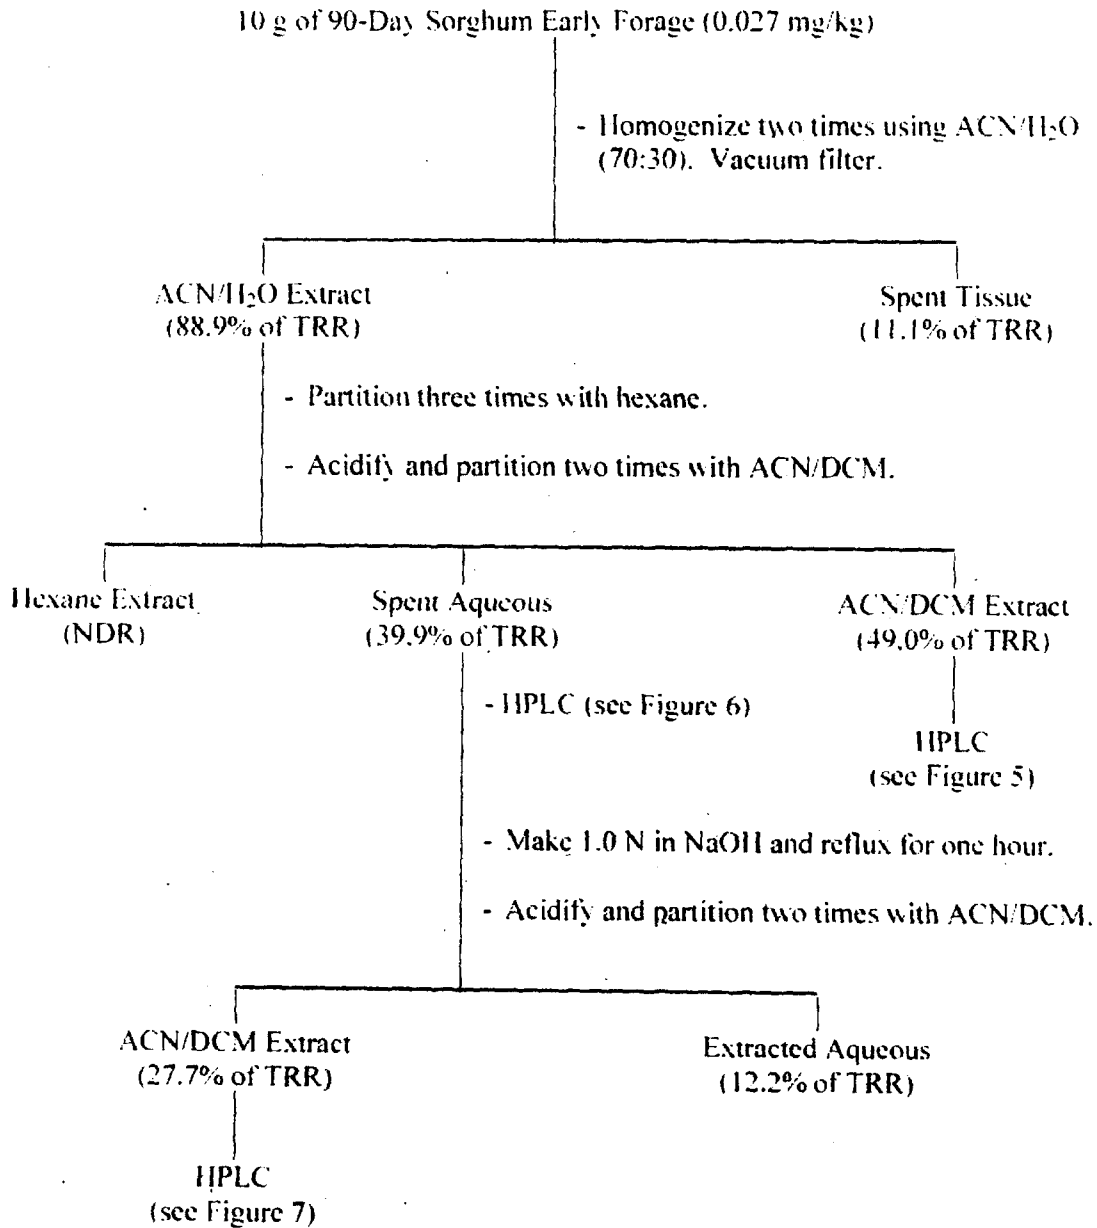 10 g of 90-Day Sorghum Early Forage (0.027 mg/kg)
- Homogenize two times using ACN/H₂O
(70:30). Vacuum filter.
ACN/H₂O Extract
(88.9% of TRR)
Spent Tissue
(11.1% of TRR)
- Partition three times with hexane.
- Acidify and partition two times with ACN/DCM.
Hexane Extract
(NDR)
Spent Aqueous
(39.9% of TRR)
ACN/DCM Extract
(49.0% of TRR)
- HPLC (see Figure 6)
HPLC
(see Figure 5)
- Make 1.0 N in NaOH and reflux for one hour.
- Acidify and partition two times with ACN/DCM.
ACN/DCM Extract
(27.7% of TRR)
Extracted Aqueous
(12.2% of TRR)
HPLC
(see Figure 7)